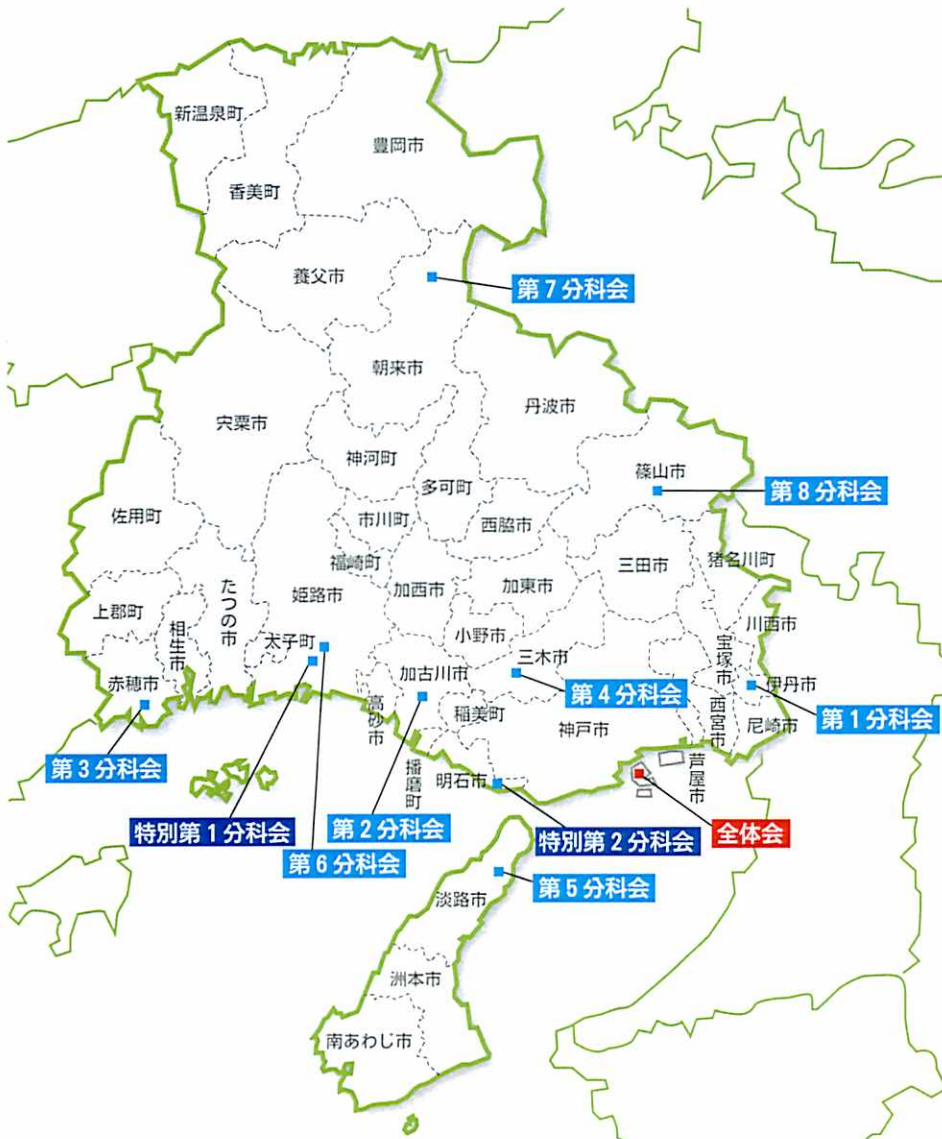 新温泉町
豊岡市
香美町
養父市
第7分科会
朝来市
丹波市
宍粟市
神河町
篠山市
多可町
第8分科会
佐用町
市川町
西脇市
福崎町
猪名川町
三田市
加西市
加東市
たつの市
姫路市
上郡町
川西市
相生市
太子町
小野市
宝塚市
三木市
加古川市
赤穂市
伊丹市
第4分科会
高砂市
稲美町
西宮市
第1分科会
神戸市
尼崎市
第3分科会
播磨町
明石市
芦屋市
特別第1分科会
第2分科会
特別第2分科会
全体会
第6分科会
第5分科会
淡路市
洲本市
南あわじ市